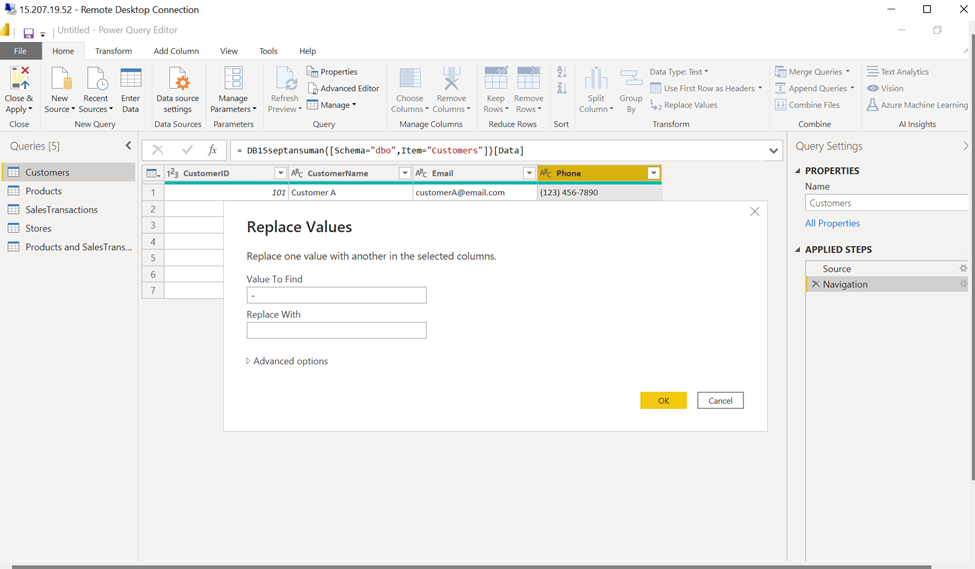 15.207.19.52 - Remote Desktop Connection
Untitled - Power Query Editor
File Home Transform Add Column View Tools Help
Close & Apply
New Source
Recent Sources
Enter Data
Data source settings
Manage Parameters
Refresh Preview
Properties
Advanced Editor
Manage
Choose Columns
Remove Columns
Keep Rows
Remove Rows
Split Column
Group By
Data Type: Text
Use First Row as Headers
Replace Values
Merge Queries
Append Queries
Combine Files
Text Analytics
Vision
Azure Machine Learning
Close New Query Data Sources Parameters Query Manage Columns Reduce Rows Sort Transform Combine AI Insights
Queries [5]
Customers
Products
SalesTransactions
Stores
Products and SalesTrans...
fx = DB15septansuman{[Schema="dbo",Item="Customers"]}[Data]
123 CustomerID ABC CustomerName ABC Email ABC Phone
1 101 Customer A customerA@email.com (123) 456-7890
2
3
4
5
6
7
Replace Values
Replace one value with another in the selected columns.
Value To Find
-
Replace With
Advanced options
OK Cancel
Query Settings
PROPERTIES
Name
Customers
All Properties
APPLIED STEPS
Source
Navigation